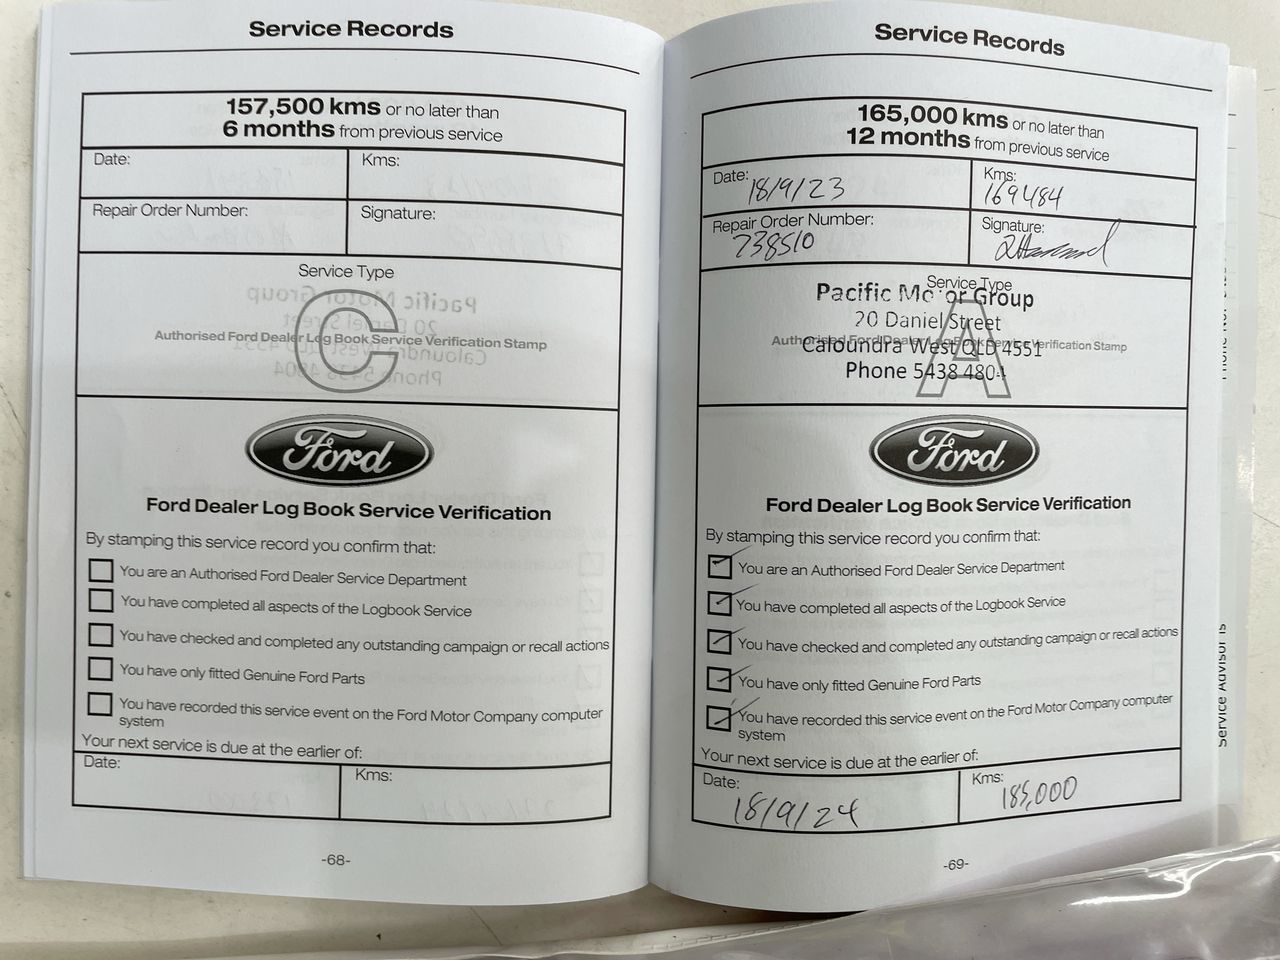 Service Records
157,500 kms or no later than
6 months from previous service
Date:
Kms:
Repair Order Number:
Signature:
Service Type
C
Authorised Ford Dealer Log Book Service Verification Stamp
Ford
Ford Dealer Log Book Service Verification
By stamping this service record you confirm that:
You are an Authorised Ford Dealer Service Department
You have completed all aspects of the Logbook Service
You have checked and completed any outstanding campaign or recall actions
You have only fitted Genuine Ford Parts
You have recorded this service event on the Ford Motor Company computer
system
Your next service is due at the earlier of:
Date:
Kms:
-68-
Service Records
165,000 kms or no later than
12 months from previous service
Date: 18/9/23
Kms: 169484
Repair Order Number: 738510
Signature:
Service Type
A
Pacific Motor Group
20 Daniel Street
Authorised Ford Dealer Log Book Service Verification Stamp
Caloundra West QLD 4551
Phone 5438 4804
Ford
Ford Dealer Log Book Service Verification
By stamping this service record you confirm that:
You are an Authorised Ford Dealer Service Department
You have completed all aspects of the Logbook Service
You have checked and completed any outstanding campaign or recall actions
You have only fitted Genuine Ford Parts
You have recorded this service event on the Ford Motor Company computer
system
Your next service is due at the earlier of:
Date: 18/9/24
Kms: 185,000
-69-
Service Advisor is